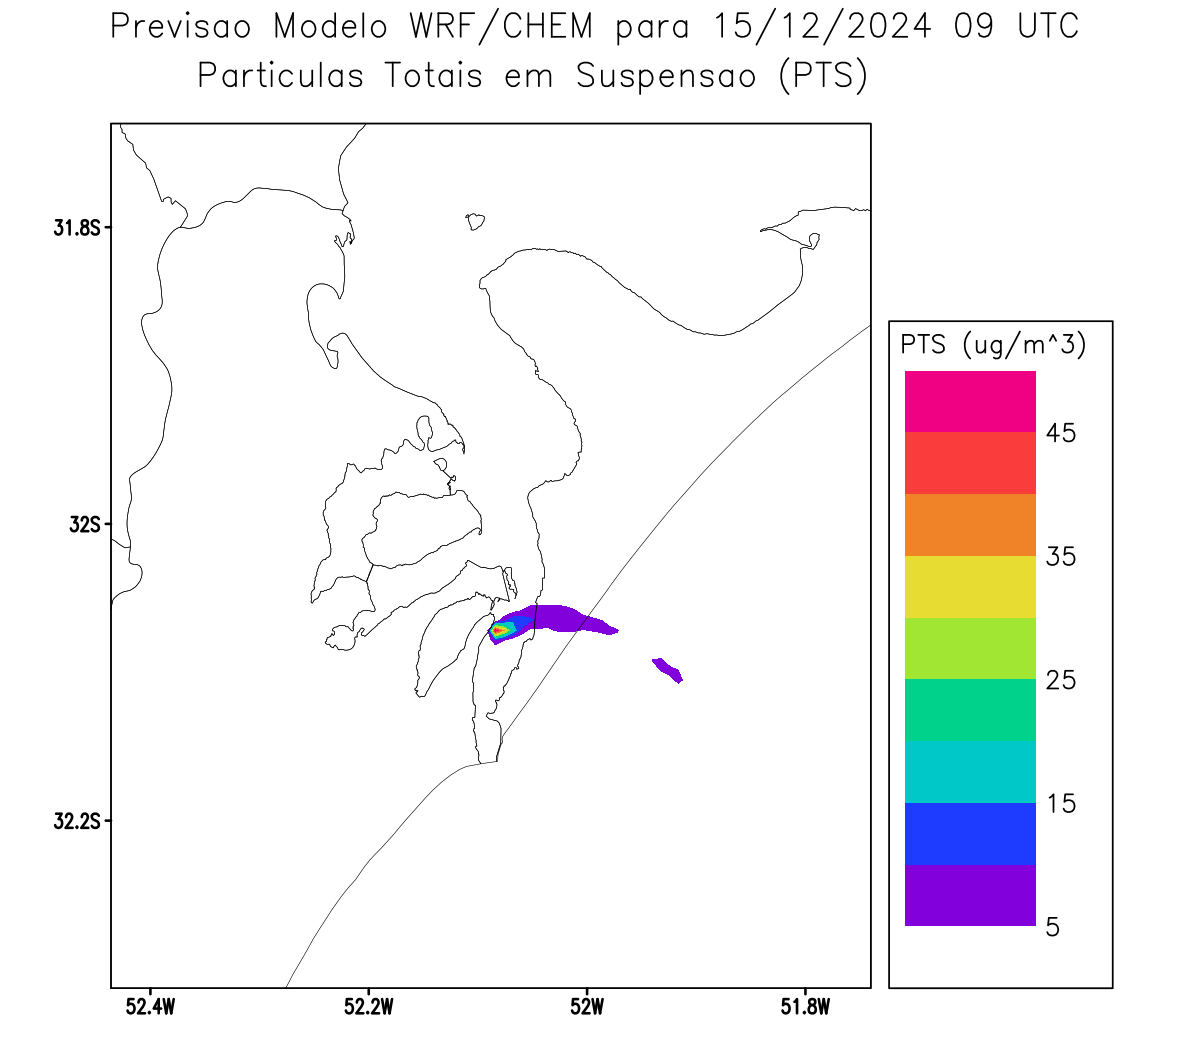 Previsao Modelo WRF/CHEM para 15/12/2024 09 UTC
Particulas Totais em Suspensao (PTS)
31.8S
32S
32.2S
52.4W
52.2W
52W
51.8W
PTS (ug/m^3)
45
35
25
15
5